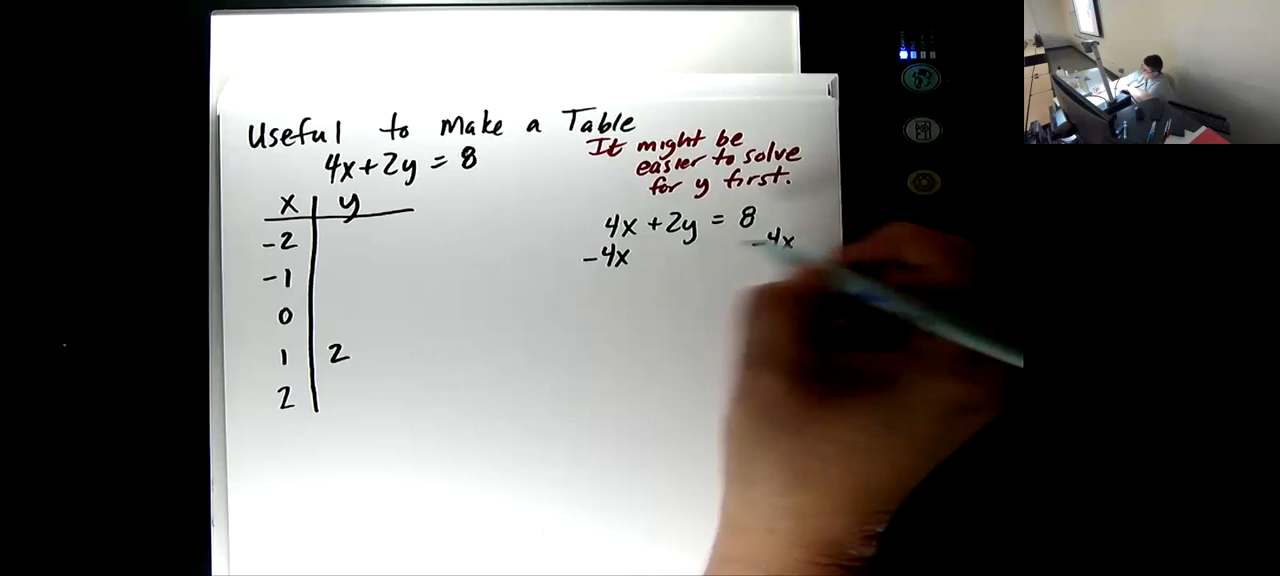 Useful to Make a Table
4x+2y = 8
x y
-2
-1
0
1 2
2
It might be
easier to solve
for y first.
4x +2y = 8
-4x -4x